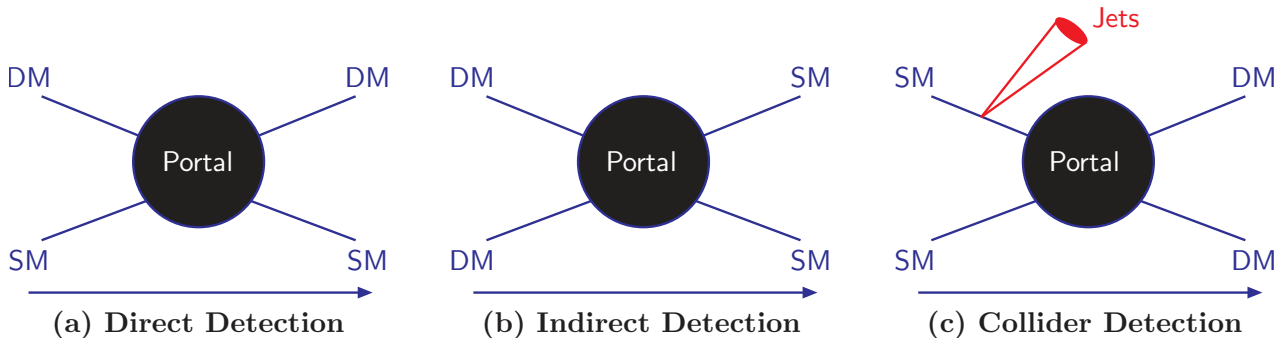 Jets
DM DM DM SM SM DM
Portal Portal Portal
SM SM DM SM SM DM
(a) Direct Detection (b) Indirect Detection (c) Collider Detection